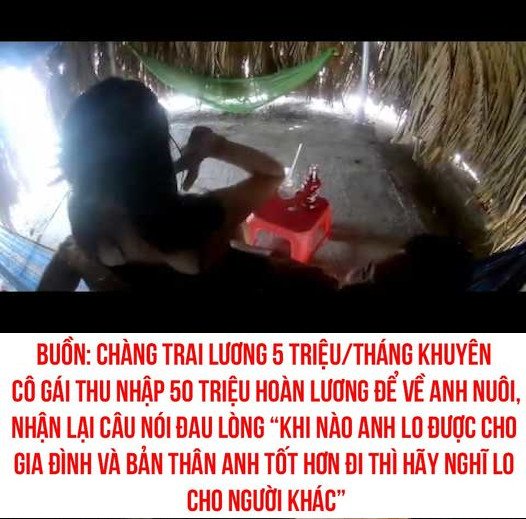 BUỒN: CHÀNG TRAI LƯƠNG 5 TRIỆU/THÁNG KHUYÊN
CÔ GÁI THU NHẬP 50 TRIỆU HOÀN LƯƠNG ĐỂ VỀ ANH NUÔI,
NHẬN LẠI CÂU NÓI ĐAU LÒNG “KHI NÀO ANH LO ĐƯỢC CHO
GIA ĐÌNH VÀ BẢN THÂN ANH TỐT HƠN ĐI THÌ HÃY NGHĨ LO
CHO NGƯỜI KHÁC”